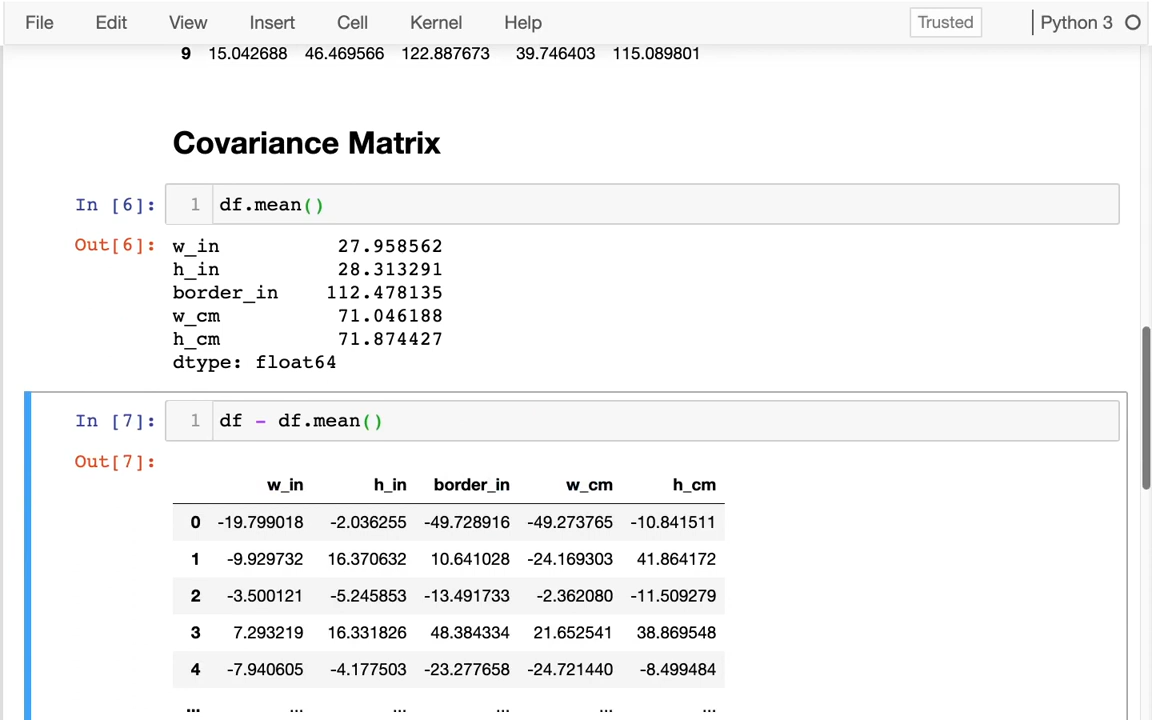 File Edit View Insert Cell Kernel Help Trusted Python 3
9 15.042688 46.469566 122.887673 39.746403 115.089801
Covariance Matrix
In [6]: 1 df.mean()
Out[6]: w_in 27.958562
h_in 28.313291
border_in 112.478135
w_cm 71.046188
h_cm 71.874427
dtype: float64
In [7]: 1 df - df.mean()
Out[7]:
w_in h_in border_in w_cm h_cm
0 -19.799018 -2.036255 -49.728916 -49.273765 -10.841511
1 -9.929732 16.370632 10.641028 -24.169303 41.864172
2 -3.500121 -5.245853 -13.491733 -2.362080 -11.509279
3 7.293219 16.331826 48.384334 21.652541 38.869548
4 -7.940605 -4.177503 -23.277658 -24.721440 -8.499484
... ... ... ... ... ...